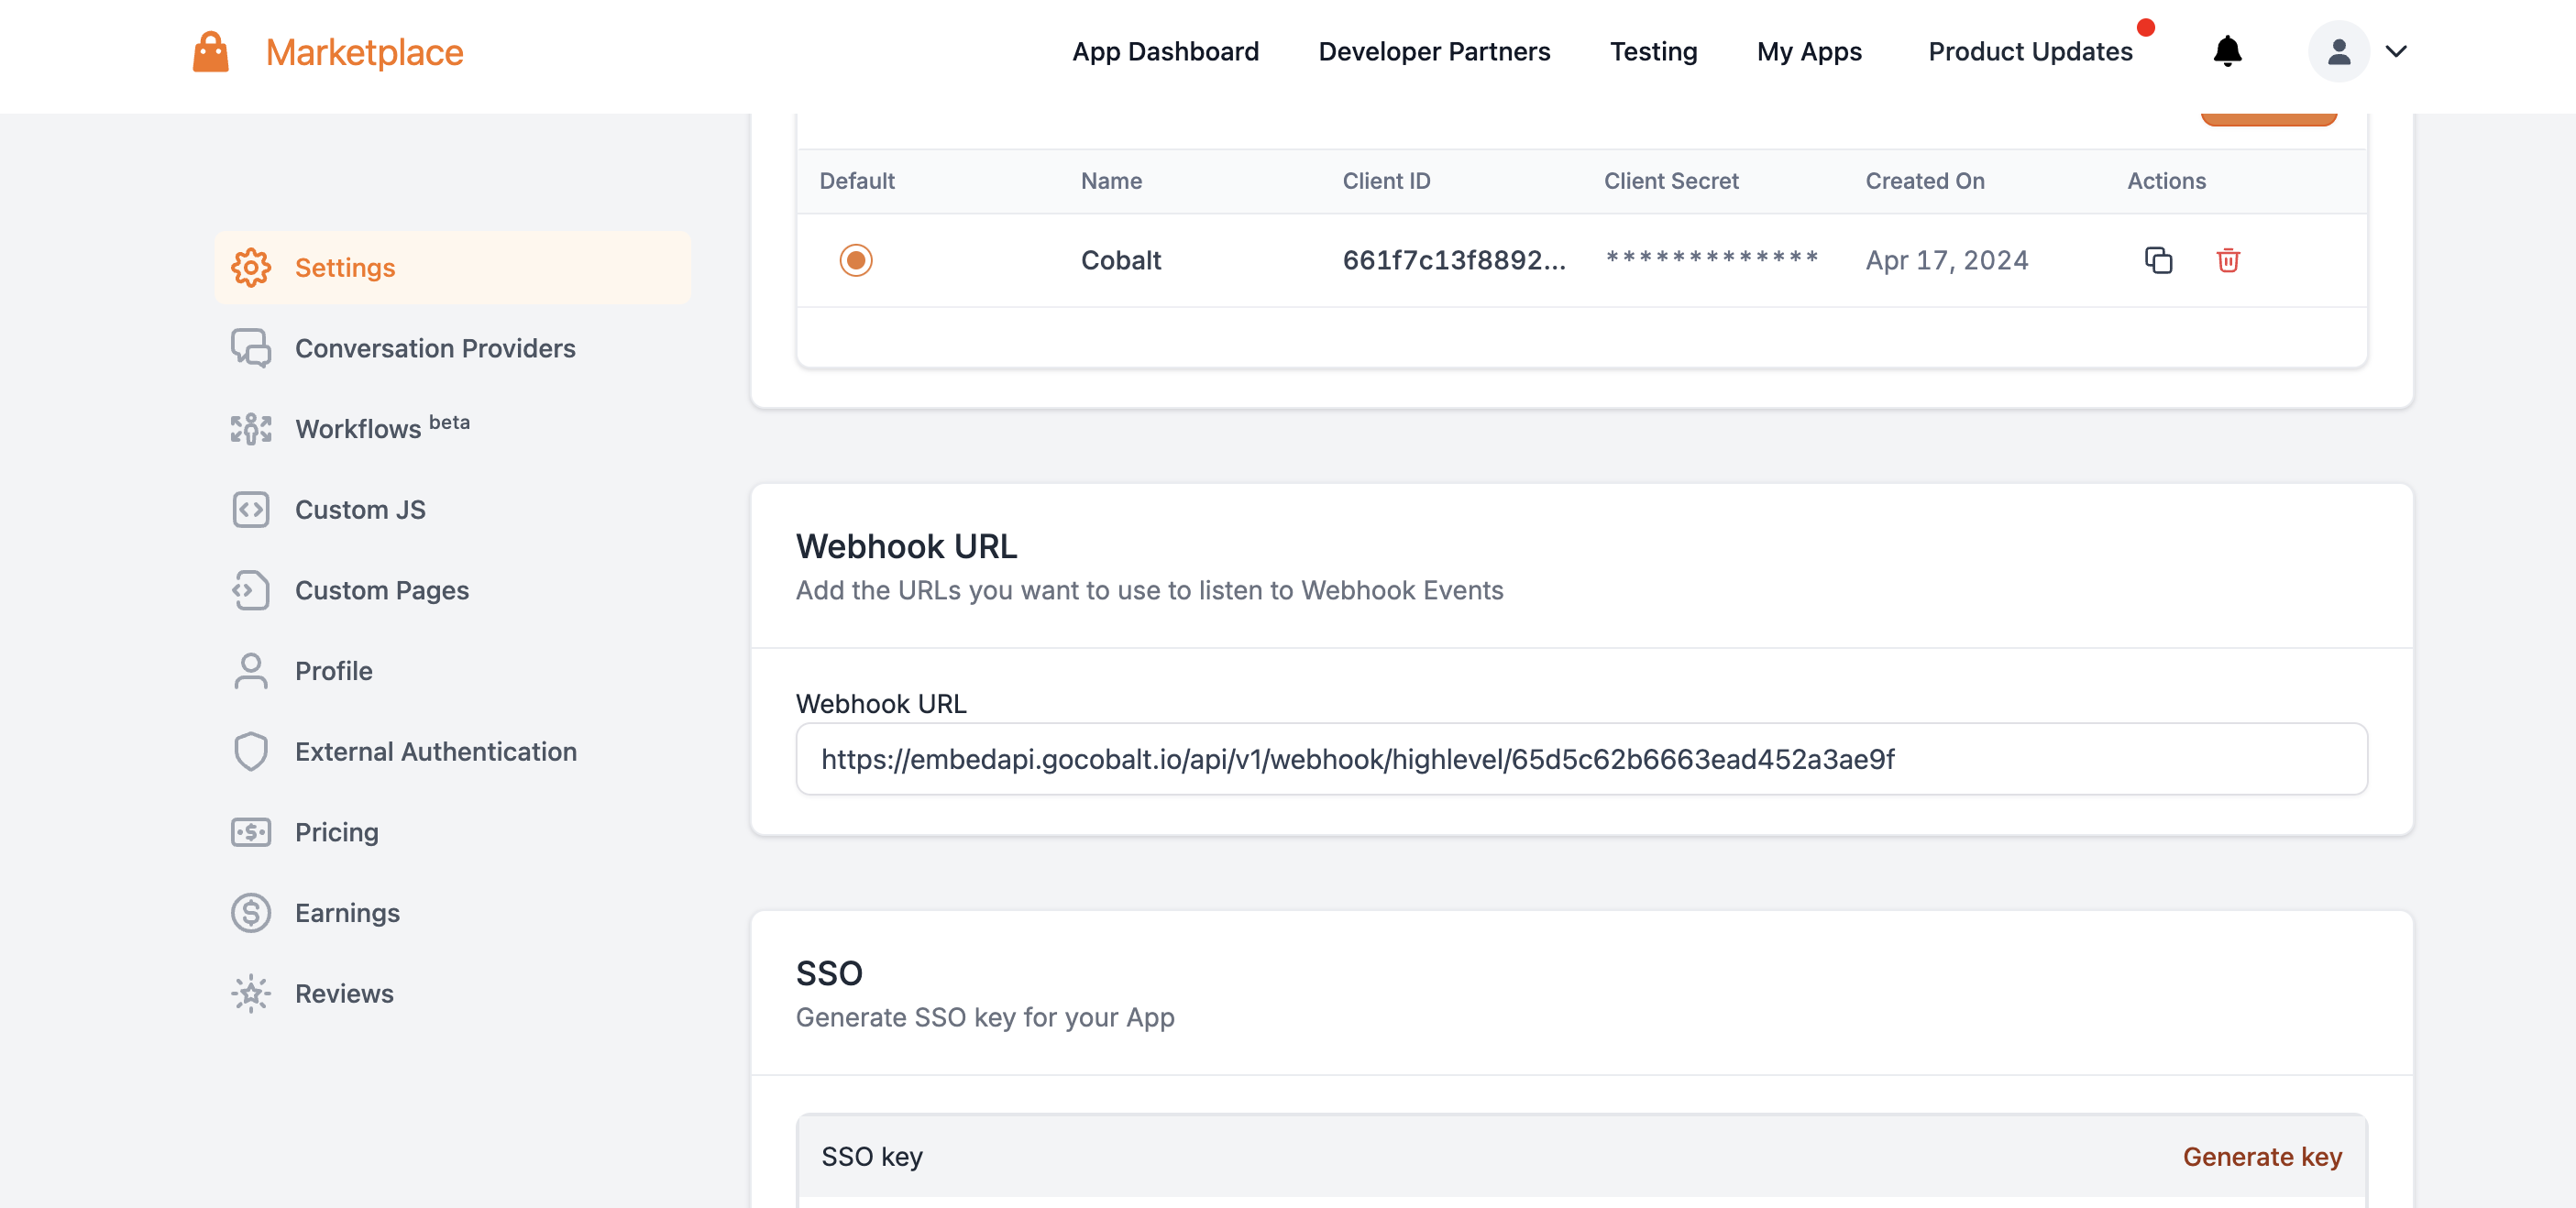 Marketplace
App Dashboard
Developer Partners
Testing
My Apps
Product Updates
Settings
Conversation Providers
Workflows beta
Custom JS
Custom Pages
Profile
External Authentication
Pricing
Earnings
Reviews
Default Name Client ID Client Secret Created On Actions
Cobalt 661f7c13f8892... ************* Apr 17, 2024
Webhook URL
Add the URLs you want to use to listen to Webhook Events
Webhook URL
https://embedapi.gocobalt.io/api/v1/webhook/highlevel/65d5c62b6663ead452a3ae9f
SSO
Generate SSO key for your App
SSO key
Generate key